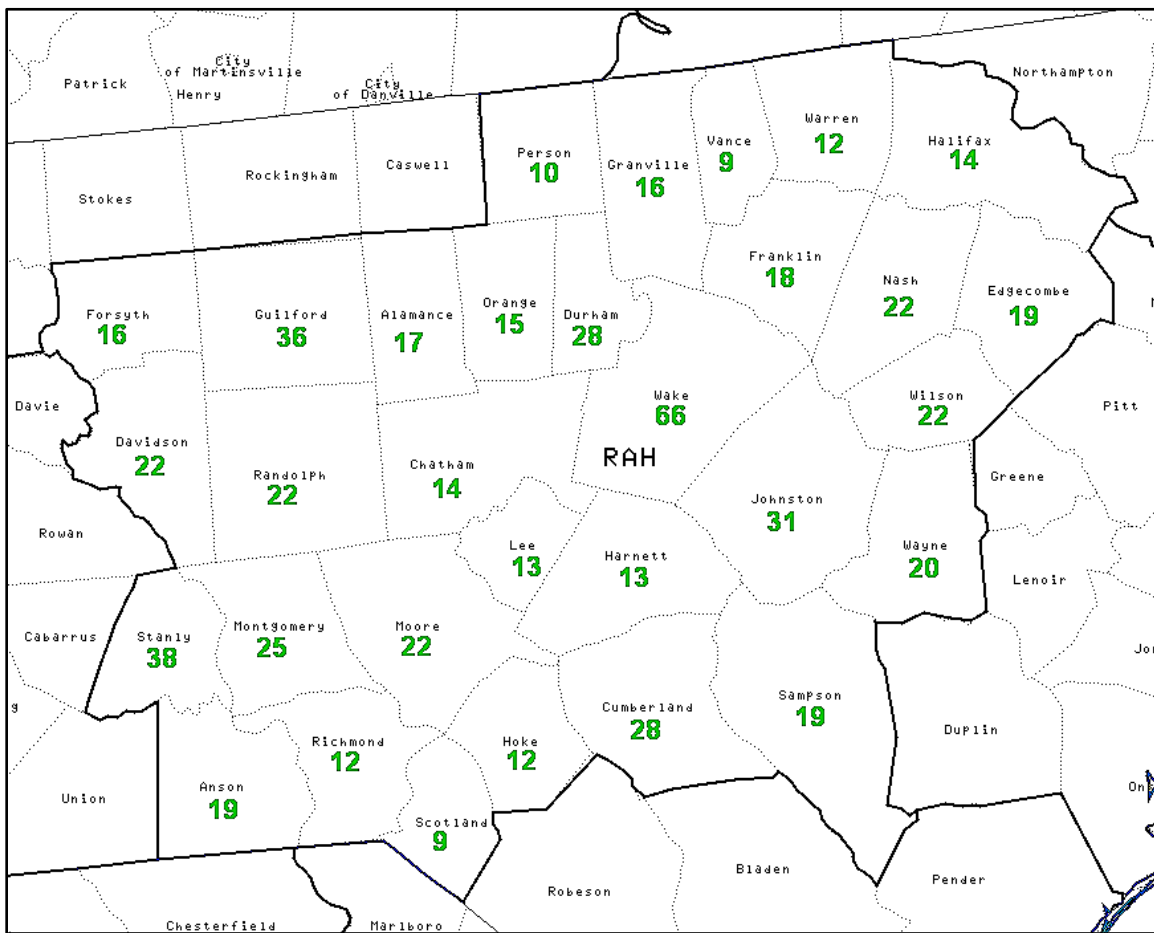 City
of Martinsville
Patrick
Henry
City
of Danville
Northampton
Warren
12
Vance
9
Halifax
14
Person
10
Granville
16
Caswell
Rockingham
Stokes
Franklin
18
Nash
22
Edgecombe
19
Orange
15
Durham
28
Forsyth
16
Guilford
36
Alamance
17
Wake
66
Wilson
22
Pitt
Davie
Davidson
22
Randolph
22
Chatham
14
RAH
Greene
Johnston
31
Rowan
Lee
13
Harnett
13
Wayne
20
Lenoir
Cabarrus
Stanly
38
Montgomery
25
Moore
22
Jon
g
Sampson
19
Cumberland
28
Duplin
Richmond
12
Hoke
12
Union
Anson
19
On
Scotland
9
Bladen
Robeson
Pender
Chesterfield
Marlboro